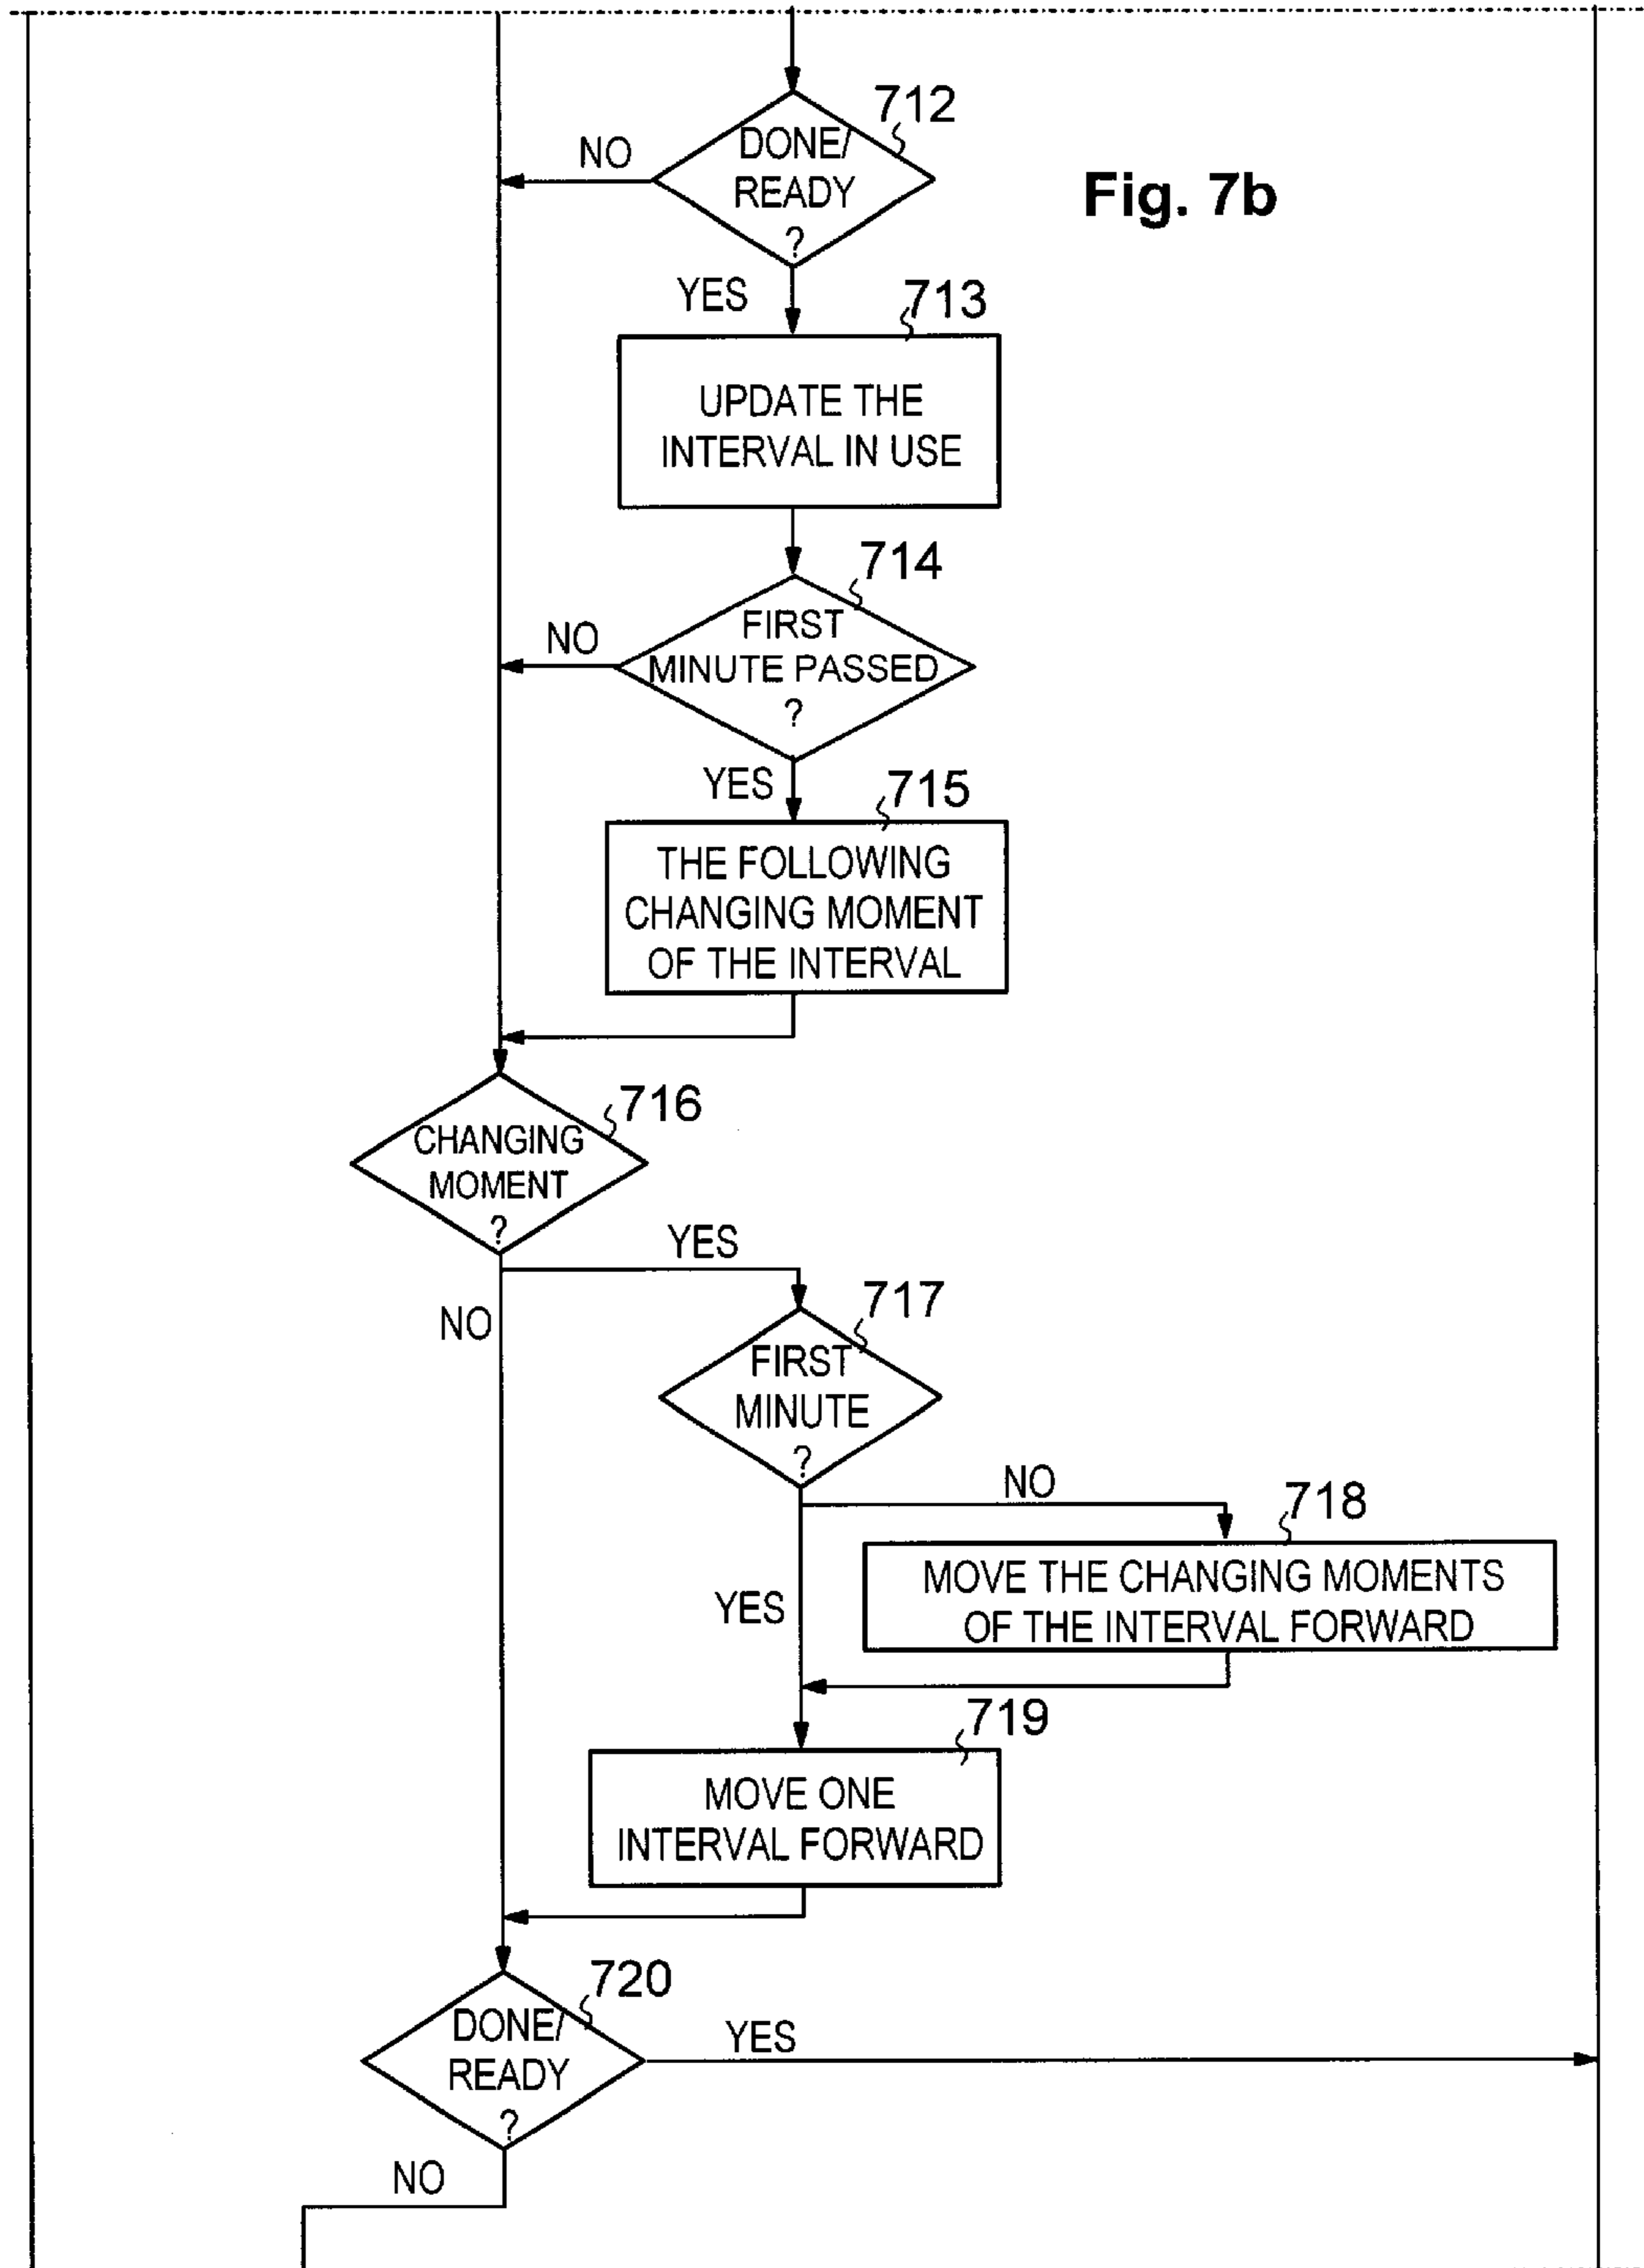 712
DONE/
READY
?
NO
Fig. 7b
YES
713
UPDATE THE
INTERVAL IN USE
714
FIRST
MINUTE PASSED
?
NO
YES
715
THE FOLLOWING
CHANGING MOMENT
OF THE INTERVAL
716
CHANGING
MOMENT
?
YES
NO
717
FIRST
MINUTE
?
NO
718
YES
MOVE THE CHANGING MOMENTS
OF THE INTERVAL FORWARD
719
MOVE ONE
INTERVAL FORWARD
720
DONE/
READY
?
YES
NO